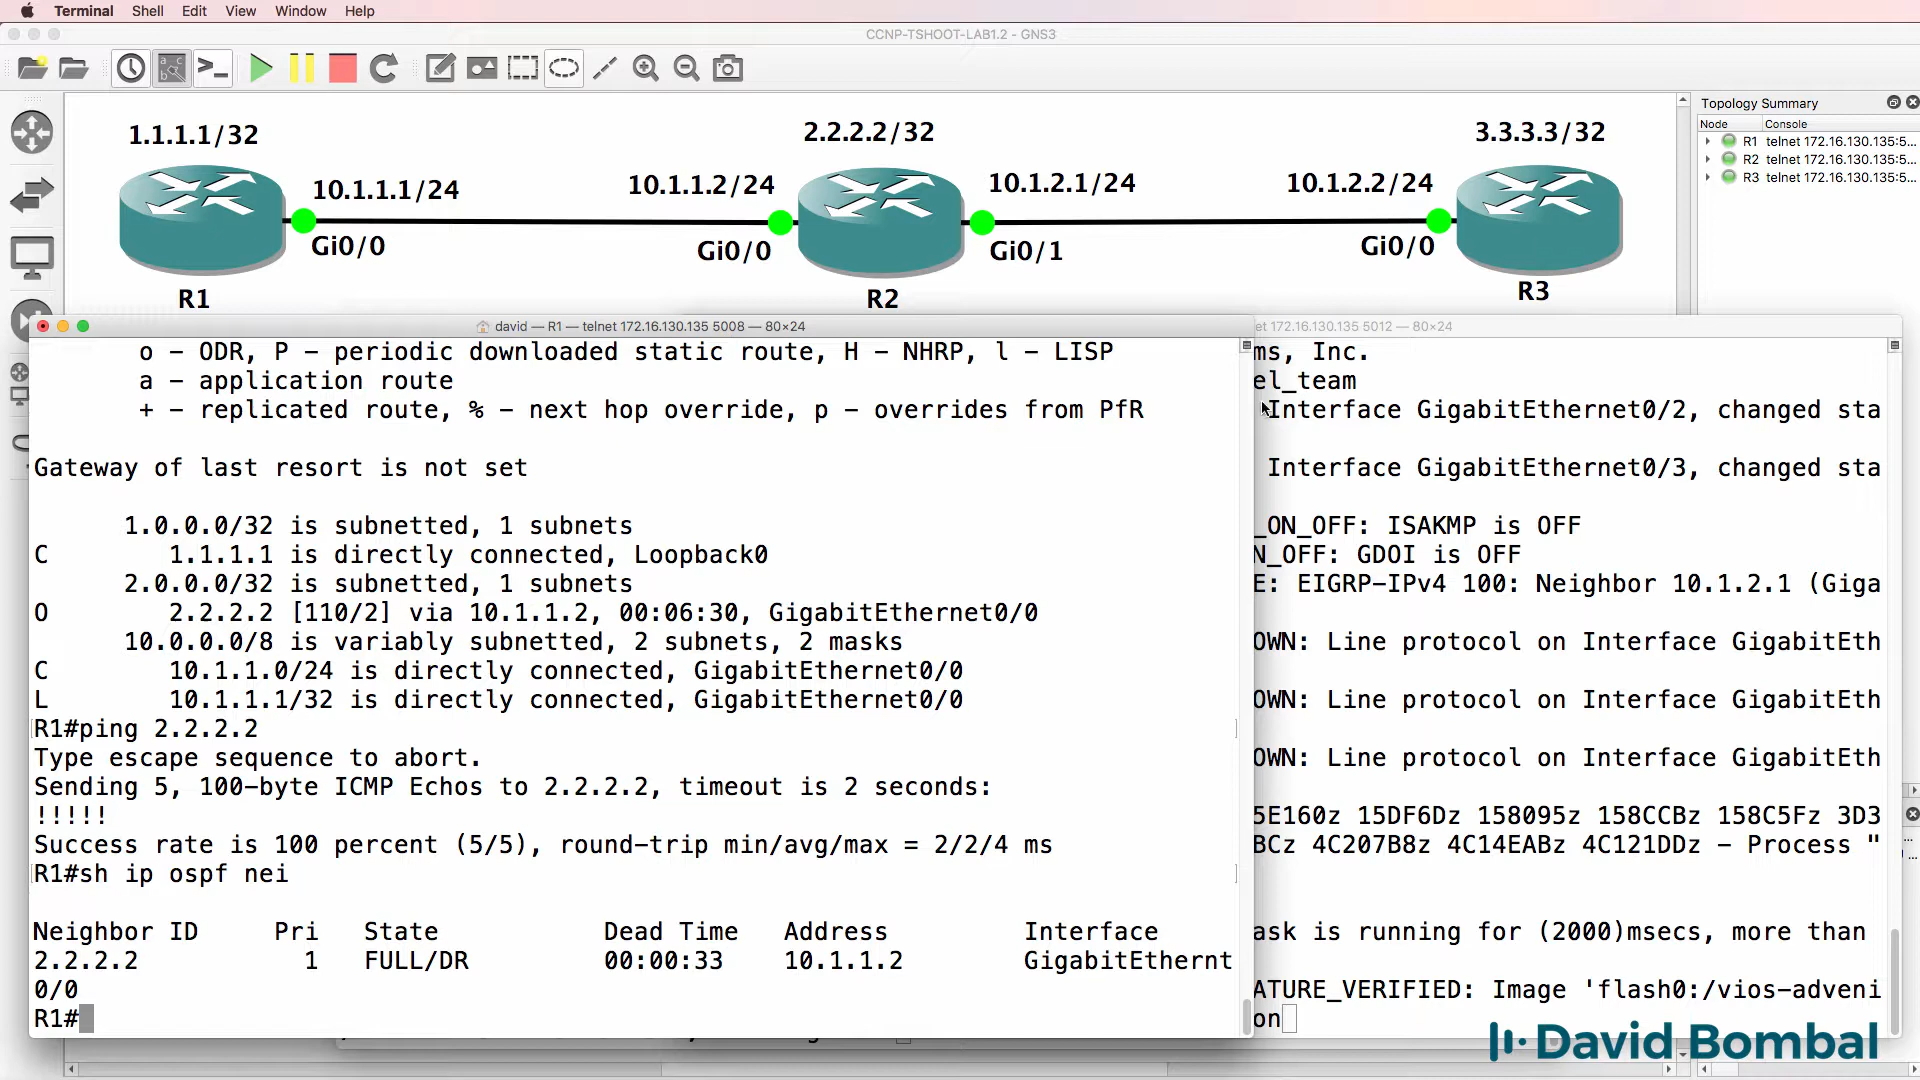 Terminal Shell Edit View Window Help
CCNP-TSHOOT-LAB1.2 - GNS3
Topology Summary
Node Console
R1 telnet 172.16.130.135:5...
R2 telnet 172.16.130.135:5...
R3 telnet 172.16.130.135:5...
1.1.1.1/32
2.2.2.2/32
3.3.3.3/32
10.1.1.1/24
10.1.1.2/24
10.1.2.1/24
10.1.2.2/24
Gi0/0
Gi0/0
Gi0/1
Gi0/0
R1
R2
R3
david — R1 — telnet 172.16.130.135 5008 — 80×24
o - ODR, P - periodic downloaded static route, H - NHRP, l - LISP
a - application route
+ - replicated route, % - next hop override, p - overrides from PfR
Gateway of last resort is not set
1.0.0.0/32 is subnetted, 1 subnets
C 1.1.1.1 is directly connected, Loopback0
2.0.0.0/32 is subnetted, 1 subnets
O 2.2.2.2 [110/2] via 10.1.1.2, 00:06:30, GigabitEthernet0/0
10.0.0.0/8 is variably subnetted, 2 subnets, 2 masks
C 10.1.1.0/24 is directly connected, GigabitEthernet0/0
L 10.1.1.1/32 is directly connected, GigabitEthernet0/0
R1#ping 2.2.2.2
Type escape sequence to abort.
Sending 5, 100-byte ICMP Echos to 2.2.2.2, timeout is 2 seconds:
!!!!!
Success rate is 100 percent (5/5), round-trip min/avg/max = 2/2/4 ms
R1#sh ip ospf nei
Neighbor ID Pri State Dead Time Address Interface
2.2.2.2 1 FULL/DR 00:00:33 10.1.1.2 GigabitEthernt
0/0
R1#
et 172.16.130.135 5012 — 80×24
ms, Inc.
el_team
Interface GigabitEthernet0/2, changed sta
Interface GigabitEthernet0/3, changed sta
_ON_OFF: ISAKMP is OFF
N_OFF: GDOI is OFF
E: EIGRP-IPv4 100: Neighbor 10.1.2.1 (Giga
OWN: Line protocol on Interface GigabitEth
OWN: Line protocol on Interface GigabitEth
OWN: Line protocol on Interface GigabitEth
5E160z 15DF6Dz 158095z 158CCBz 158C5Fz 3D3
BCz 4C207B8z 4C14EABz 4C121DDz - Process "
ask is running for (2000)msecs, more than
ATURE_VERIFIED: Image 'flash0:/vios-adveni
on
David Bombal